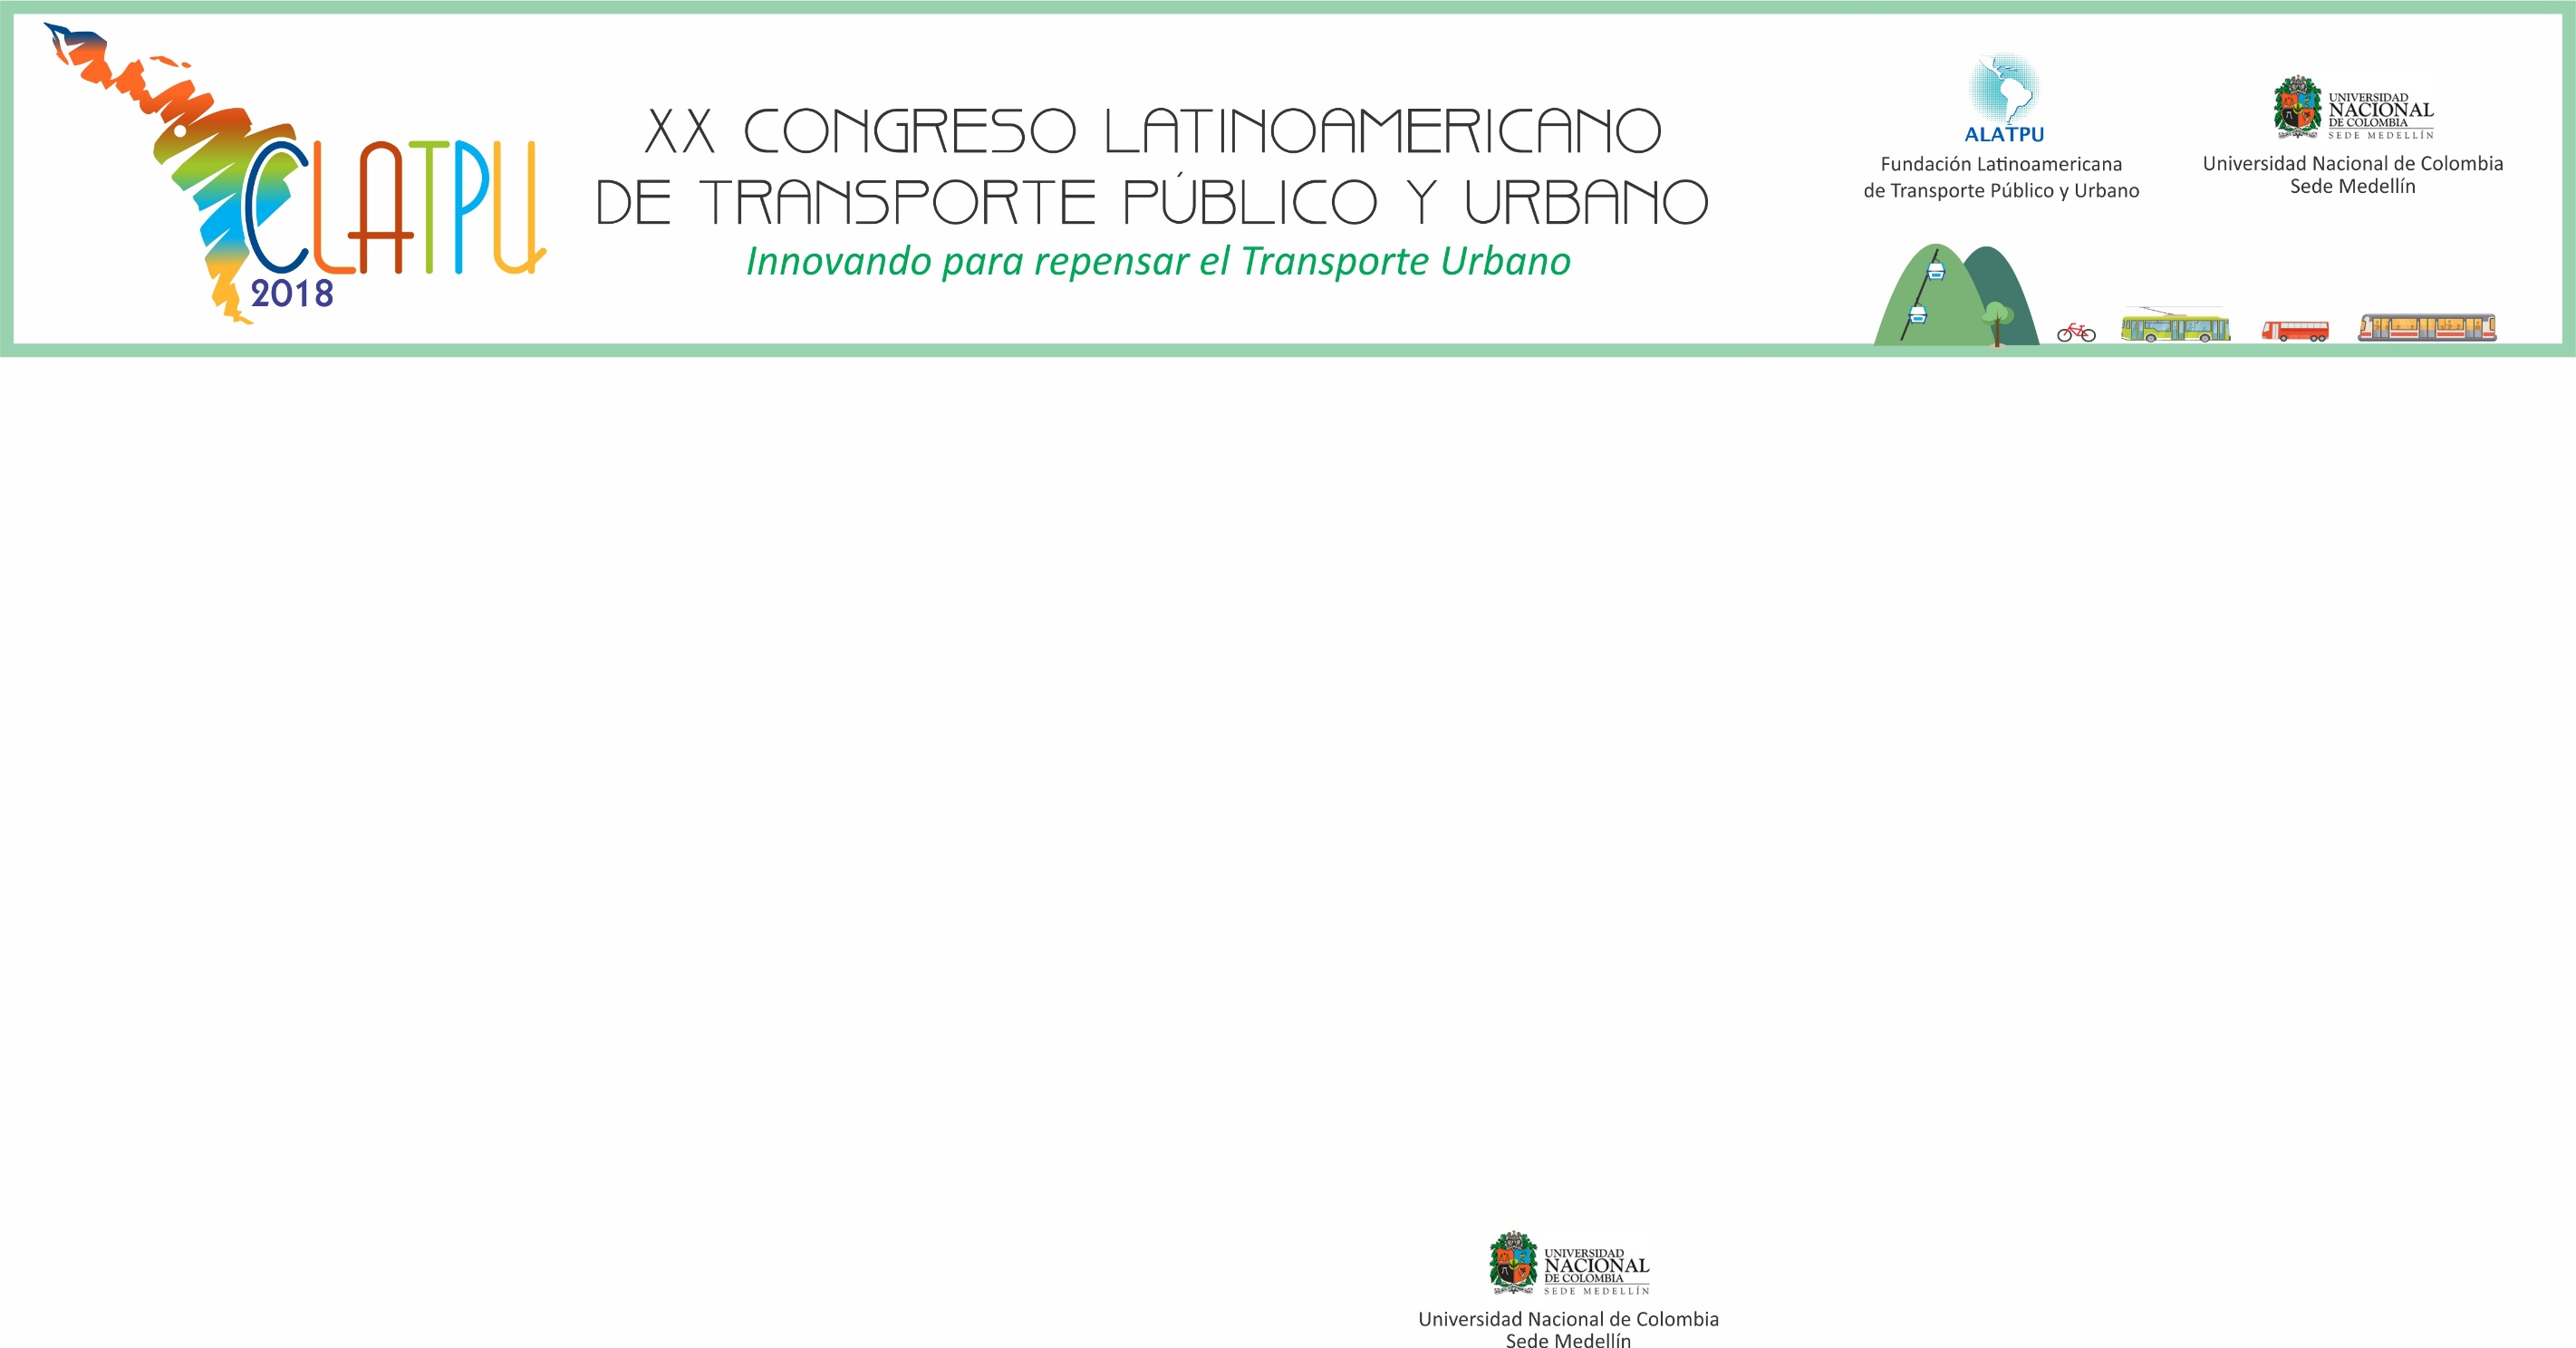 CLATPU
2018
XX CONGRESO LATINOAMERICANO
DE TRANSPORTE PÚBLICO Y URBANO
Innovando para repensar el Transporte Urbano
ALATPU
Fundación Latinoamericana
de Transporte Público y Urbano
UNIVERSIDAD
NACIONAL
DE COLOMBIA
SEDE MEDELLÍN
Universidad Nacional de Colombia
Sede Medellín
UNIVERSIDAD
NACIONAL
DE COLOMBIA
SEDE MEDELLÍN
Universidad Nacional de Colombia
Sede Medellín